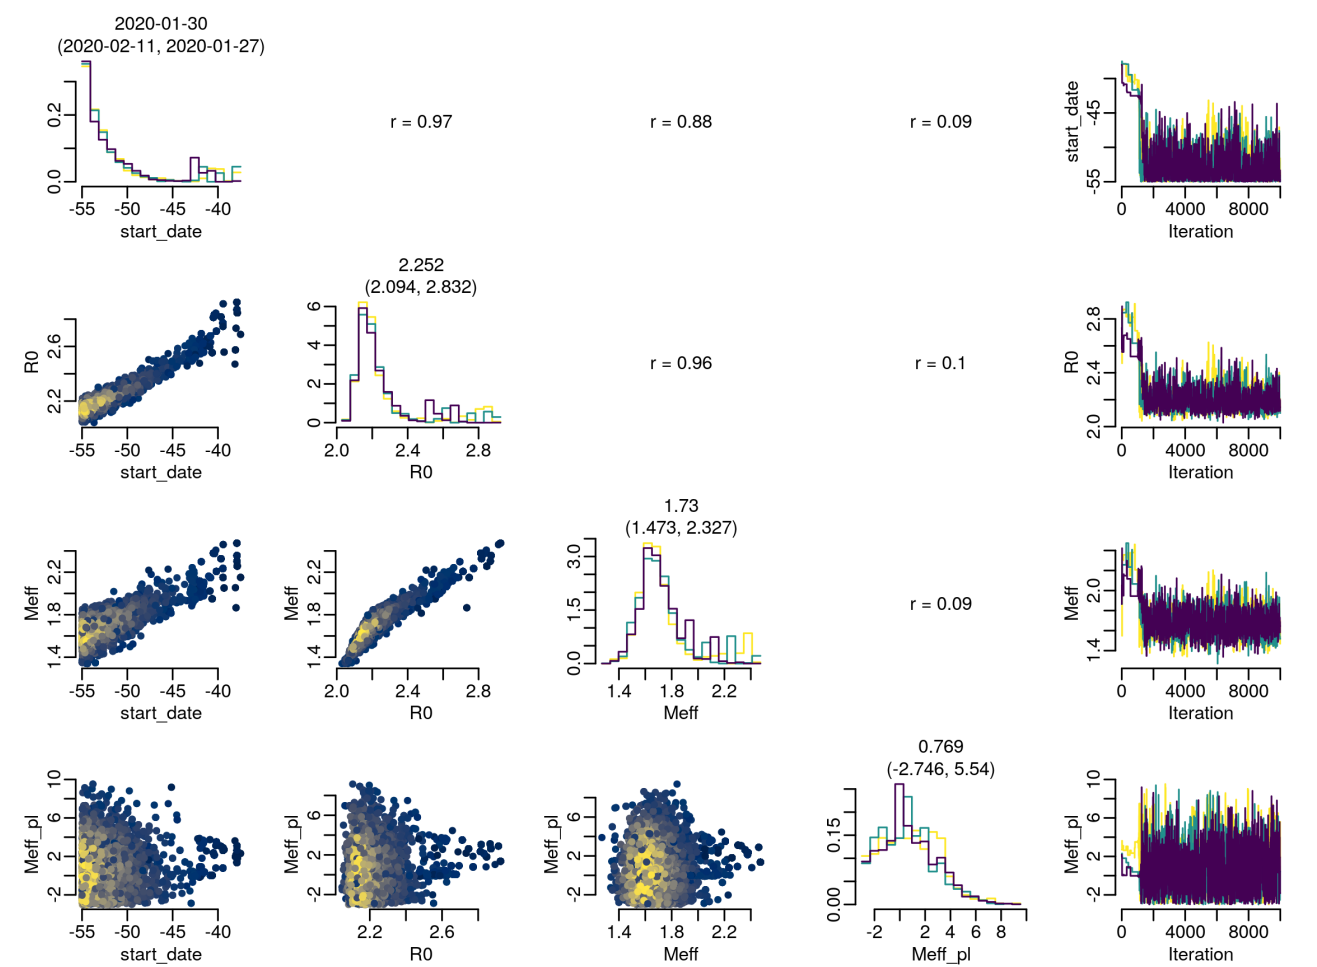 2020-01-30
(2020-02-11, 2020-01-27)
0.0 0.2
-55 -50 -45 -40
start_date
r = 0.97
r = 0.88
r = 0.09
start_date
-55 -45
0 4000 8000
Iteration
R0
2.2 2.6
-55 -50 -45 -40
start_date
2.252
(2.094, 2.832)
0 2 4 6
2.0 2.4 2.8
R0
r = 0.96
r = 0.1
R0
2.0 2.4 2.8
0 4000 8000
Iteration
Meff
1.4 1.8 2.2
-55 -50 -45 -40
start_date
Meff
1.4 1.8 2.2
2.0 2.4 2.8
R0
1.73
(1.473, 2.327)
0.0 1.5 3.0
1.4 1.8 2.2
Meff
r = 0.09
Meff
1.4 2.0
0 4000 8000
Iteration
Meff_pl
-2 2 6 10
-55 -50 -45 -40
start_date
Meff_pl
-2 2 6
2.2 2.6
R0
Meff_pl
-2 2 6
1.4 1.8 2.2
Meff
0.769
(-2.746, 5.54)
0.00 0.15
-2 0 2 4 6 8
Meff_pl
Meff_pl
-2 2 6 10
0 4000 8000
Iteration